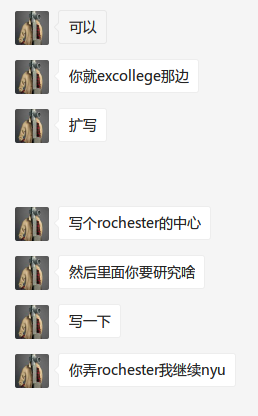 可以
你就excollege那边
扩写
写个rochester的中心
然后里面你要研究啥
写一下
你弄rochester我继续nyu